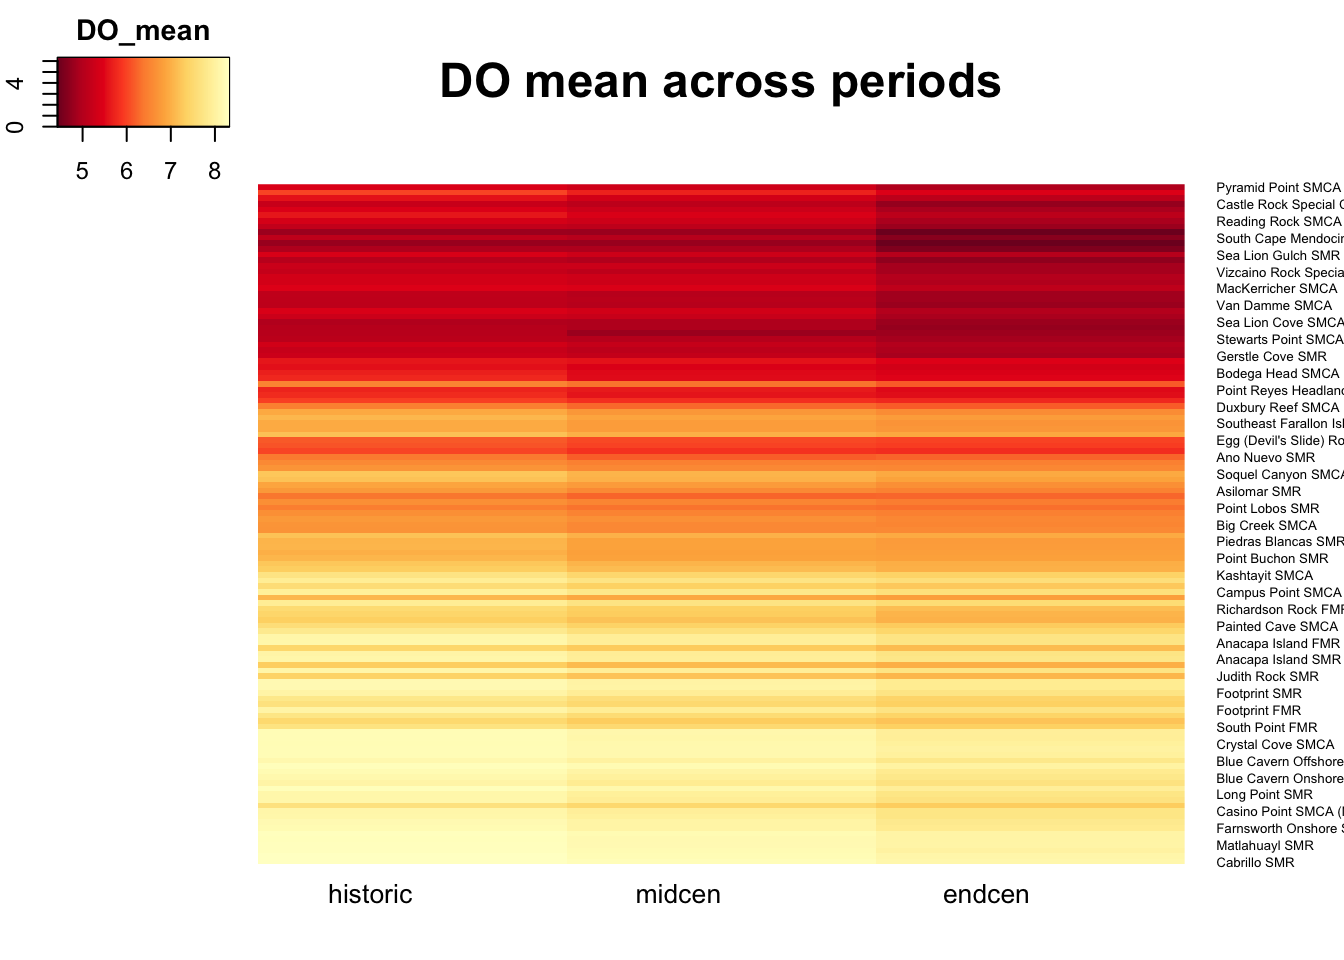 DO_mean
4
0
5 6 7 8
DO mean across periods
Pyramid Point SMCA
Castle Rock Special
Reading Rock SMCA
South Cape
Sea Lion Gulch SMR
Vizcaino Rock
MacKerricher SMCA
Van Damme SMCA
Sea Lion Cove SMCA
Stewarts Point SMCA
Gerstle Cove SMR
Bodega Head SMCA
Point Reyes
Duxbury Reef SMCA
Southeast Farallon
Egg (Devil's Slide)
Ano Nuevo SMR
Soquel Canyon SMCA
Asilomar SMR
Point Lobos SMR
Big Creek SMCA
Piedras Blancas SMR
Point Buchon SMR
Kashtayit SMCA
Campus Point SMCA
Richardson Rock FMR
Painted Cave SMCA
Anacapa Island FMR
Anacapa Island SMR
Judith Rock SMR
Footprint SMR
Footprint FMR
South Point FMR
Crystal Cove SMCA
Blue Cavern Offshore
Blue Cavern Onshore
Long Point SMR
Casino Point SMCA
Farnsworth Onshore
Matlahuayl SMR
Cabrillo SMR
historic midcen endcen